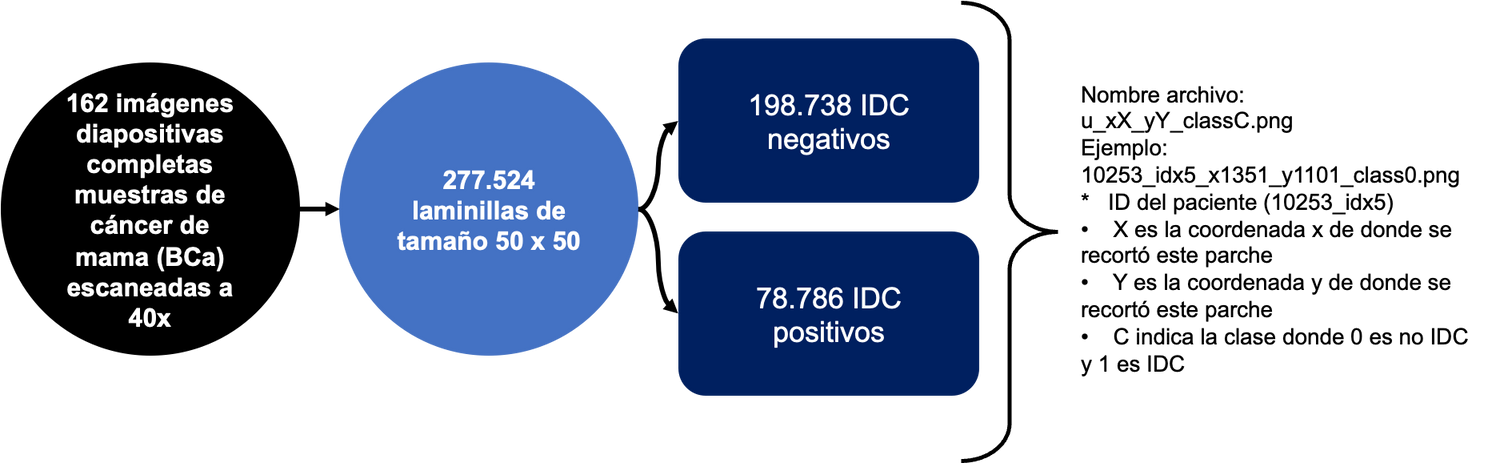 162 imágenes
diapositivas
completas
muestras de
cáncer de
mama (BCa)
escaneadas a
40x
277.524
laminillas de
tamaño 50 x 50
198.738 IDC
negativos
78.786 IDC
positivos
Nombre archivo:
u_xX_yY_classC.png
Ejemplo:
10253_idx5_x1351_y1101_class0.png
* ID del paciente (10253_idx5)
• X es la coordenada x de donde se
recortó este parche
• Y es la coordenada y de donde se
recortó este parche
• C indica la clase donde 0 es no IDC
y 1 es IDC